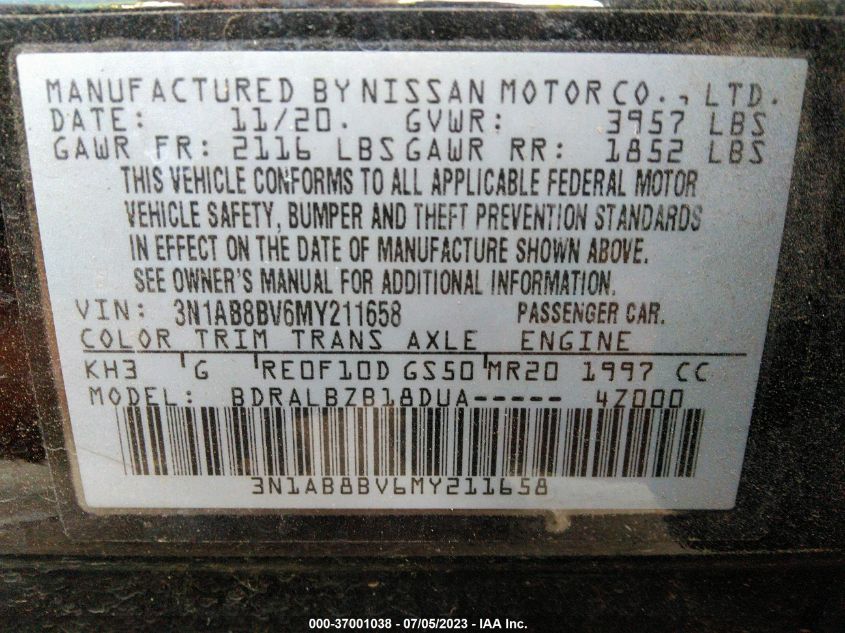 MANUFACTURED BY NISSAN MOTOR CO., LTD.
DATE: 11/20. GVWR: 3957 LBS
GAWR FR: 2116 LBS GAWR RR: 1852 LBS
THIS VEHICLE CONFORMS TO ALL APPLICABLE FEDERAL MOTOR
VEHICLE SAFETY, BUMPER AND THEFT PREVENTION STANDARDS
IN EFFECT ON THE DATE OF MANUFACTURE SHOWN ABOVE.
SEE OWNER'S MANUAL FOR ADDITIONAL INFORMATION.
VIN: 3N1AB8BV6MY211658 PASSENGER CAR.
COLOR TRIM TRANS AXLE ENGINE
KH3 G RE0F10D GS50 MR20 1997 CC
MODEL: BDRALBZB18DUA----- 4Z000
3N1AB8BV6MY211658
000-37001038 - 07/05/2023 - IAA Inc.